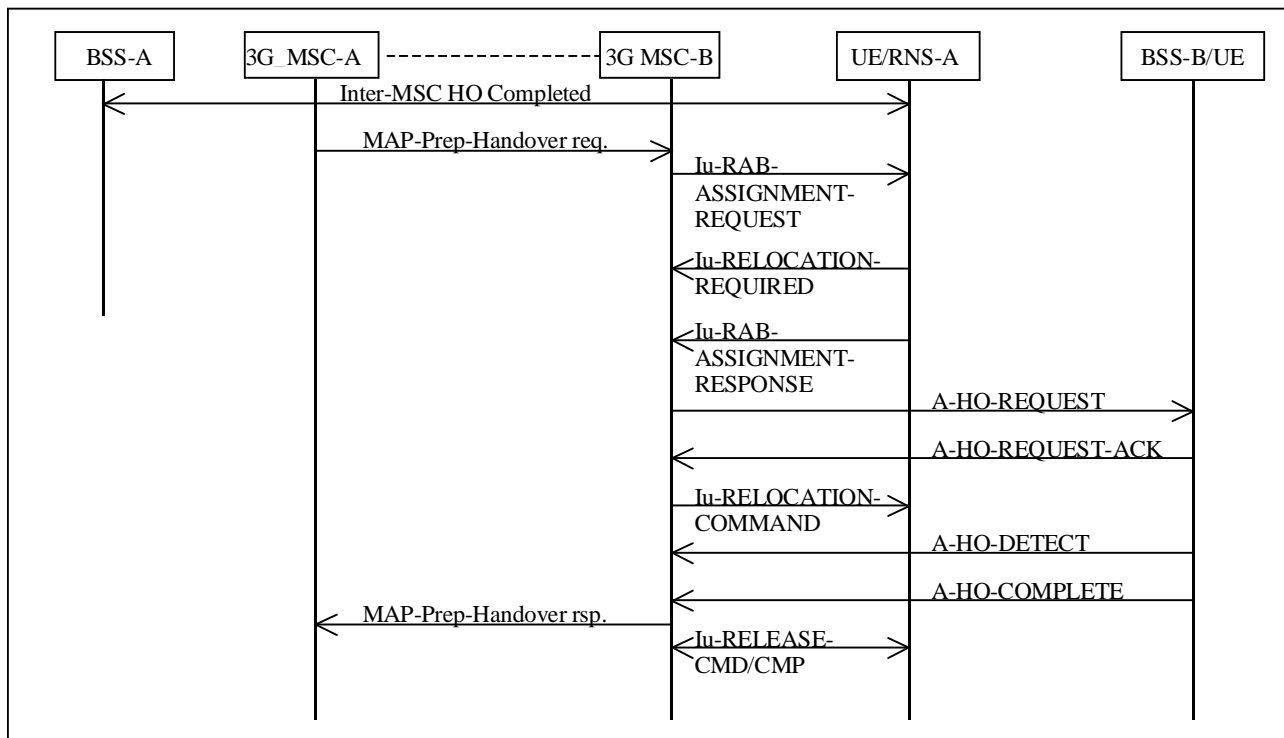 BSS-A
3G_MSC-A
3G MSC-B
UE/RNS-A
BSS-B/UE
Inter-MSC HO Completed
MAP-Prep-Handover req.
Iu-RAB-
ASSIGNMENT-
REQUEST
Iu-RELOCATION-
REQUIRED
Iu-RAB-
ASSIGNMENT-
RESPONSE
A-HO-REQUEST
A-HO-REQUEST-ACK
Iu-RELOCATION-
COMMAND
A-HO-DETECT
A-HO-COMPLETE
MAP-Prep-Handover rsp.
Iu-RELEASE-
CMD/CMP